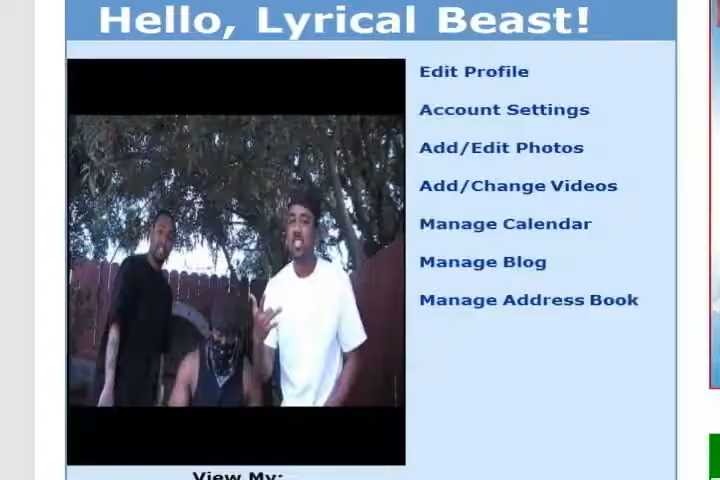 Hello, Lyrical Beast!
Edit Profile
Account Settings
Add/Edit Photos
Add/Change Videos
Manage Calendar
Manage Blog
Manage Address Book
View My: